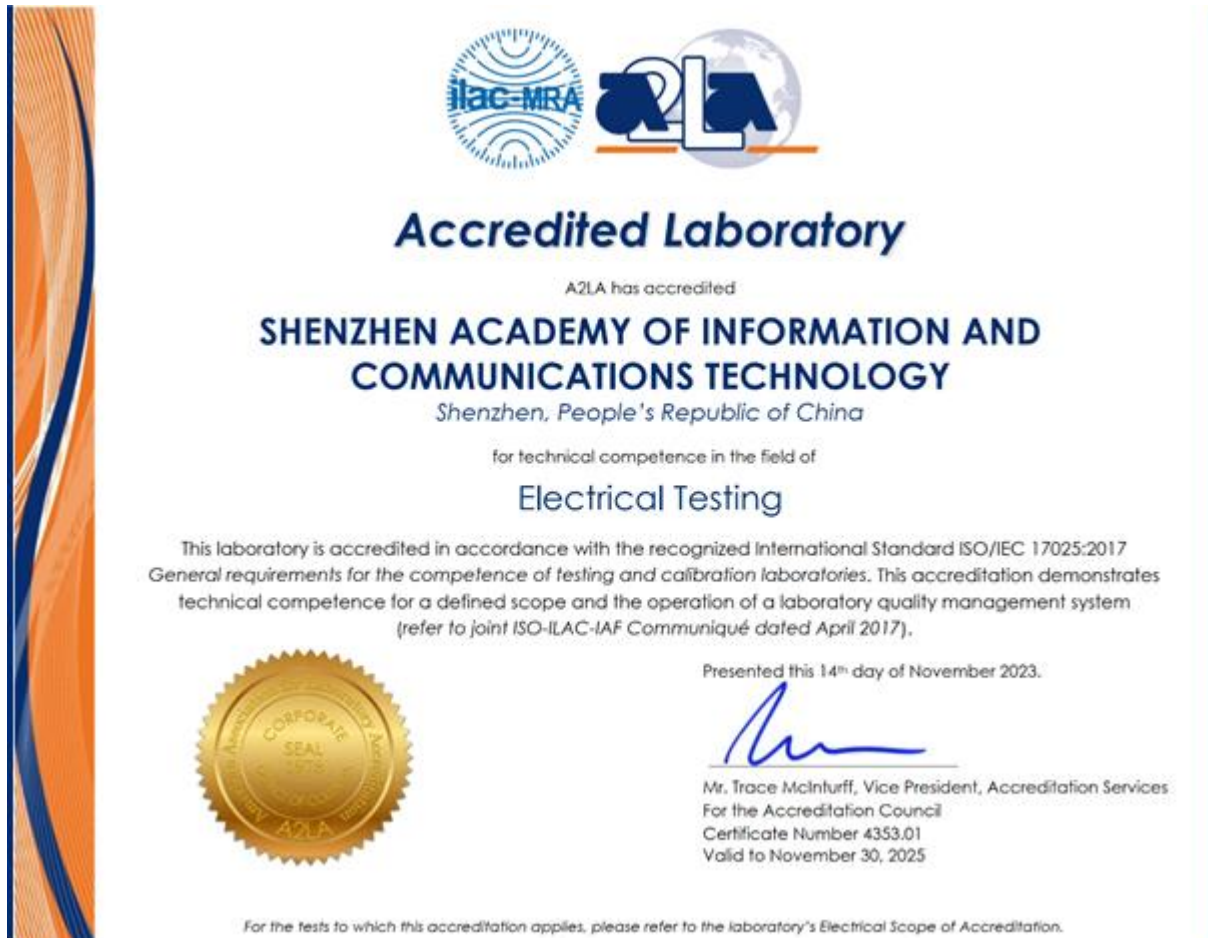 ilac-MRA
a2la
Accredited Laboratory
A2LA has accredited
SHENZHEN ACADEMY OF INFORMATION AND
COMMUNICATIONS TECHNOLOGY
Shenzhen, People's Republic of China
for technical competence in the field of
Electrical Testing
This laboratory is accredited in accordance with the recognized International Standard ISO/IEC 17025:2017
General requirements for the competence of testing and calibration laboratories. This accreditation demonstrates
technical competence for a defined scope and the operation of a laboratory quality management system
(refer to joint ISO-ILAC-IAF Communiqué dated April 2017).
Presented this 14th day of November 2023.
American Association for Laboratory Accreditation
CORPORATE
SEAL
1978
A2LA
Mr. Trace McInturff, Vice President, Accreditation Services
For the Accreditation Council
Certificate Number 4353.01
Valid to November 30, 2025
For the tests to which this accreditation applies, please refer to the laboratory's Electrical Scope of Accreditation.